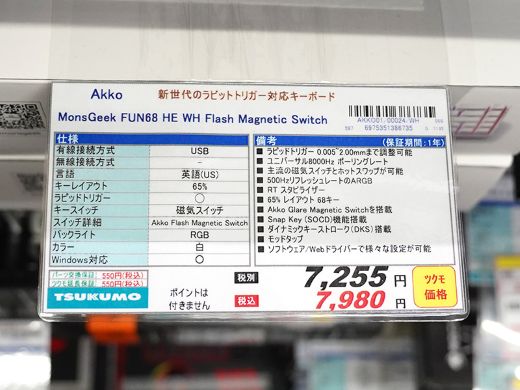 Akko 新世代のラピッドトリガー対応キーボード
MonsGeek FUN68 HE WH Flash Magnetic Switch
AKKO01-00024/WH
6975351386735
仕様
有線接続方式 USB
無線接続方式 -
言語 英語(US)
キーレイアウト 65%
ラピッドトリガー ○
キースイッチ 磁気スイッチ
スイッチ詳細 Akko Flash Magnetic Switch
バックライト RGB
カラー 白
Windows対応 ○
備考 (保証期間:1年)
■ ラピッドトリガー 0.005~2.00mmまで調整可能
■ ユニバーサル8000Hz ポーリングレート
■ 主流の磁気スイッチとホットスワップが可能
■ 500HzリフレッシュレートのARGB
■ RT スタビライザー
■ 65% レイアウト 68キー
■ Akko Glare Magnetic Switchを搭載
■ Snap Key (SOCD)機能搭載
■ ダイナミックキーストローク(DKS)搭載
■ モッドタップ
■ ソフトウェア/Webドライバーで様々な設定が可能
パーツ交換保証 550円(税込)
ツクモ延長保証 550円(税込)
TSUKUMO
ポイントは
付きません
税別 7,255円
税込 7,980円
ツクモ
価格